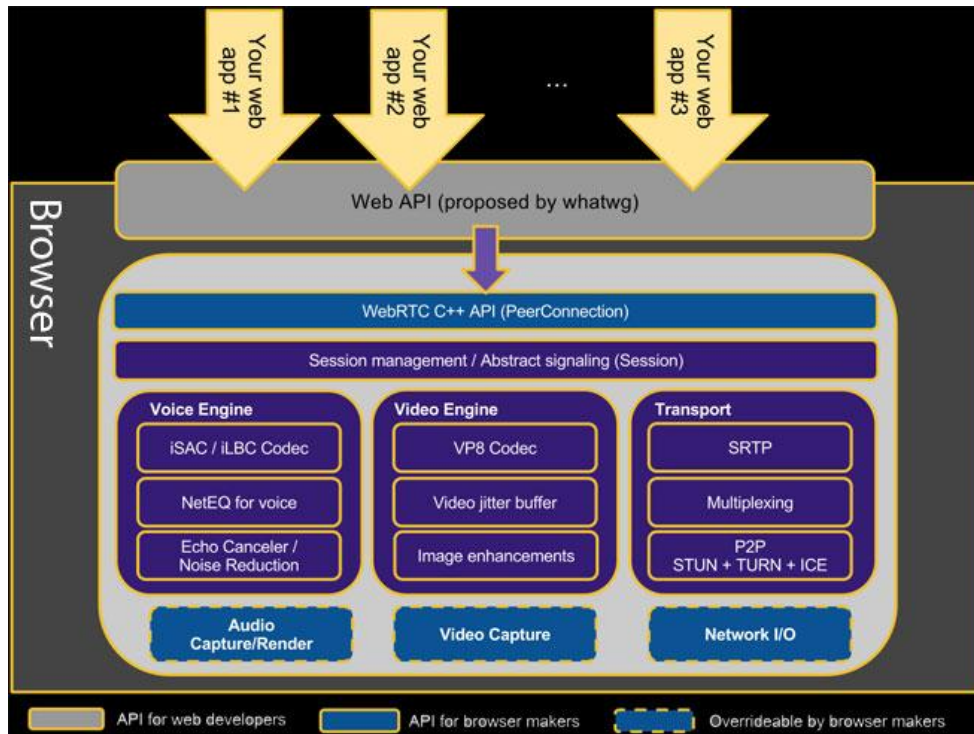 Your web
app #1
Your web
app #2
...
Your web
app #3
Browser
Web API (proposed by whatwg)
WebRTC C++ API (PeerConnection)
Session management / Abstract signaling (Session)
Voice Engine
iSAC / iLBC Codec
NetEQ for voice
Echo Canceler /
Noise Reduction
Video Engine
VP8 Codec
Video jitter buffer
Image enhancements
Transport
SRTP
Multiplexing
P2P
STUN + TURN + ICE
Audio
Capture/Render
Video Capture
Network I/O
API for web developers
API for browser makers
Overrideable by browser makers